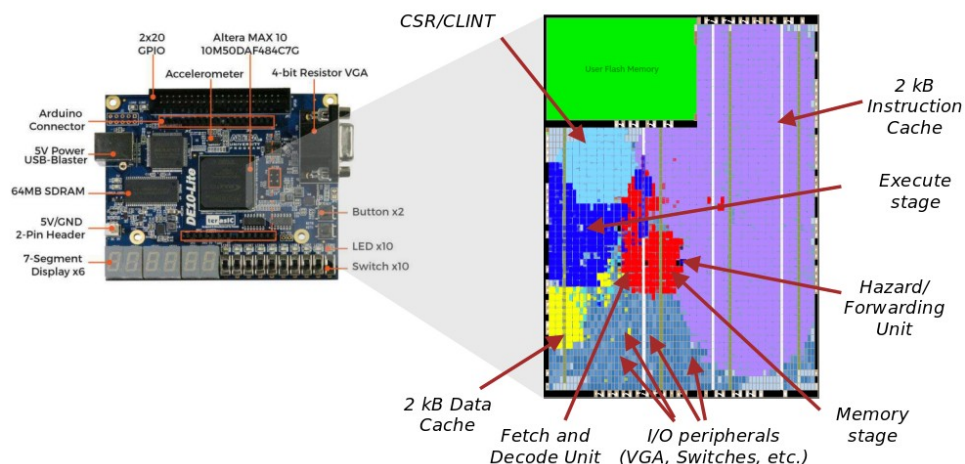 2x20
GPIO
Altera MAX 10
10M50DAF484C7G
Accelerometer
4-bit Resistor VGA
Arduino
Connector
5V Power
USB-Blaster
64MB SDRAM
5V/GND
2-Pin Header
7-Segment
Display x6
Button x2
LED x10
Switch x10
DE10-Lite
terasic
CSR/CLINT
User Flash Memory
2 kB
Instruction
Cache
Execute
stage
Hazard/
Forwarding
Unit
Memory
stage
I/O peripherals
(VGA, Switches, etc.)
Fetch and
Decode Unit
2 kB Data
Cache